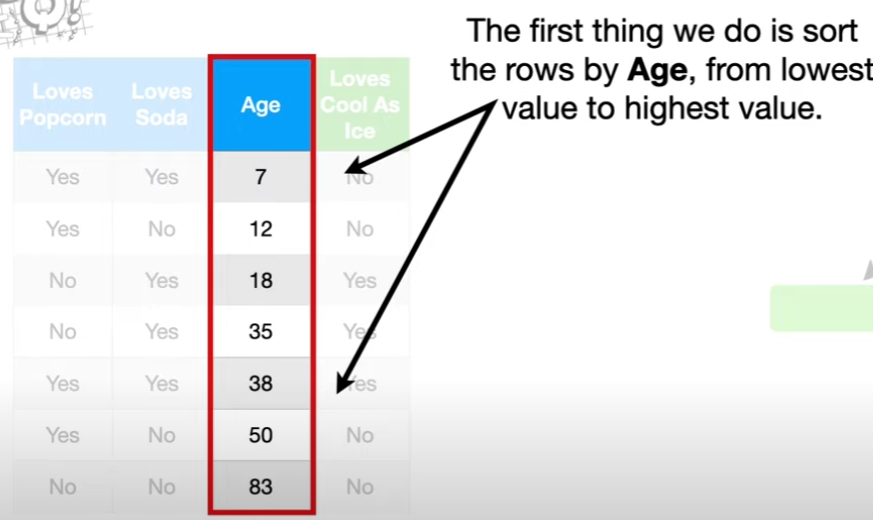 The first thing we do is sort
the rows by Age, from lowest
value to highest value.
Loves Popcorn Loves Soda Age Loves Cool As Ice
Yes Yes 7 No
Yes No 12 No
No Yes 18 Yes
No Yes 35 Yes
Yes Yes 38 Yes
Yes No 50 No
No No 83 No